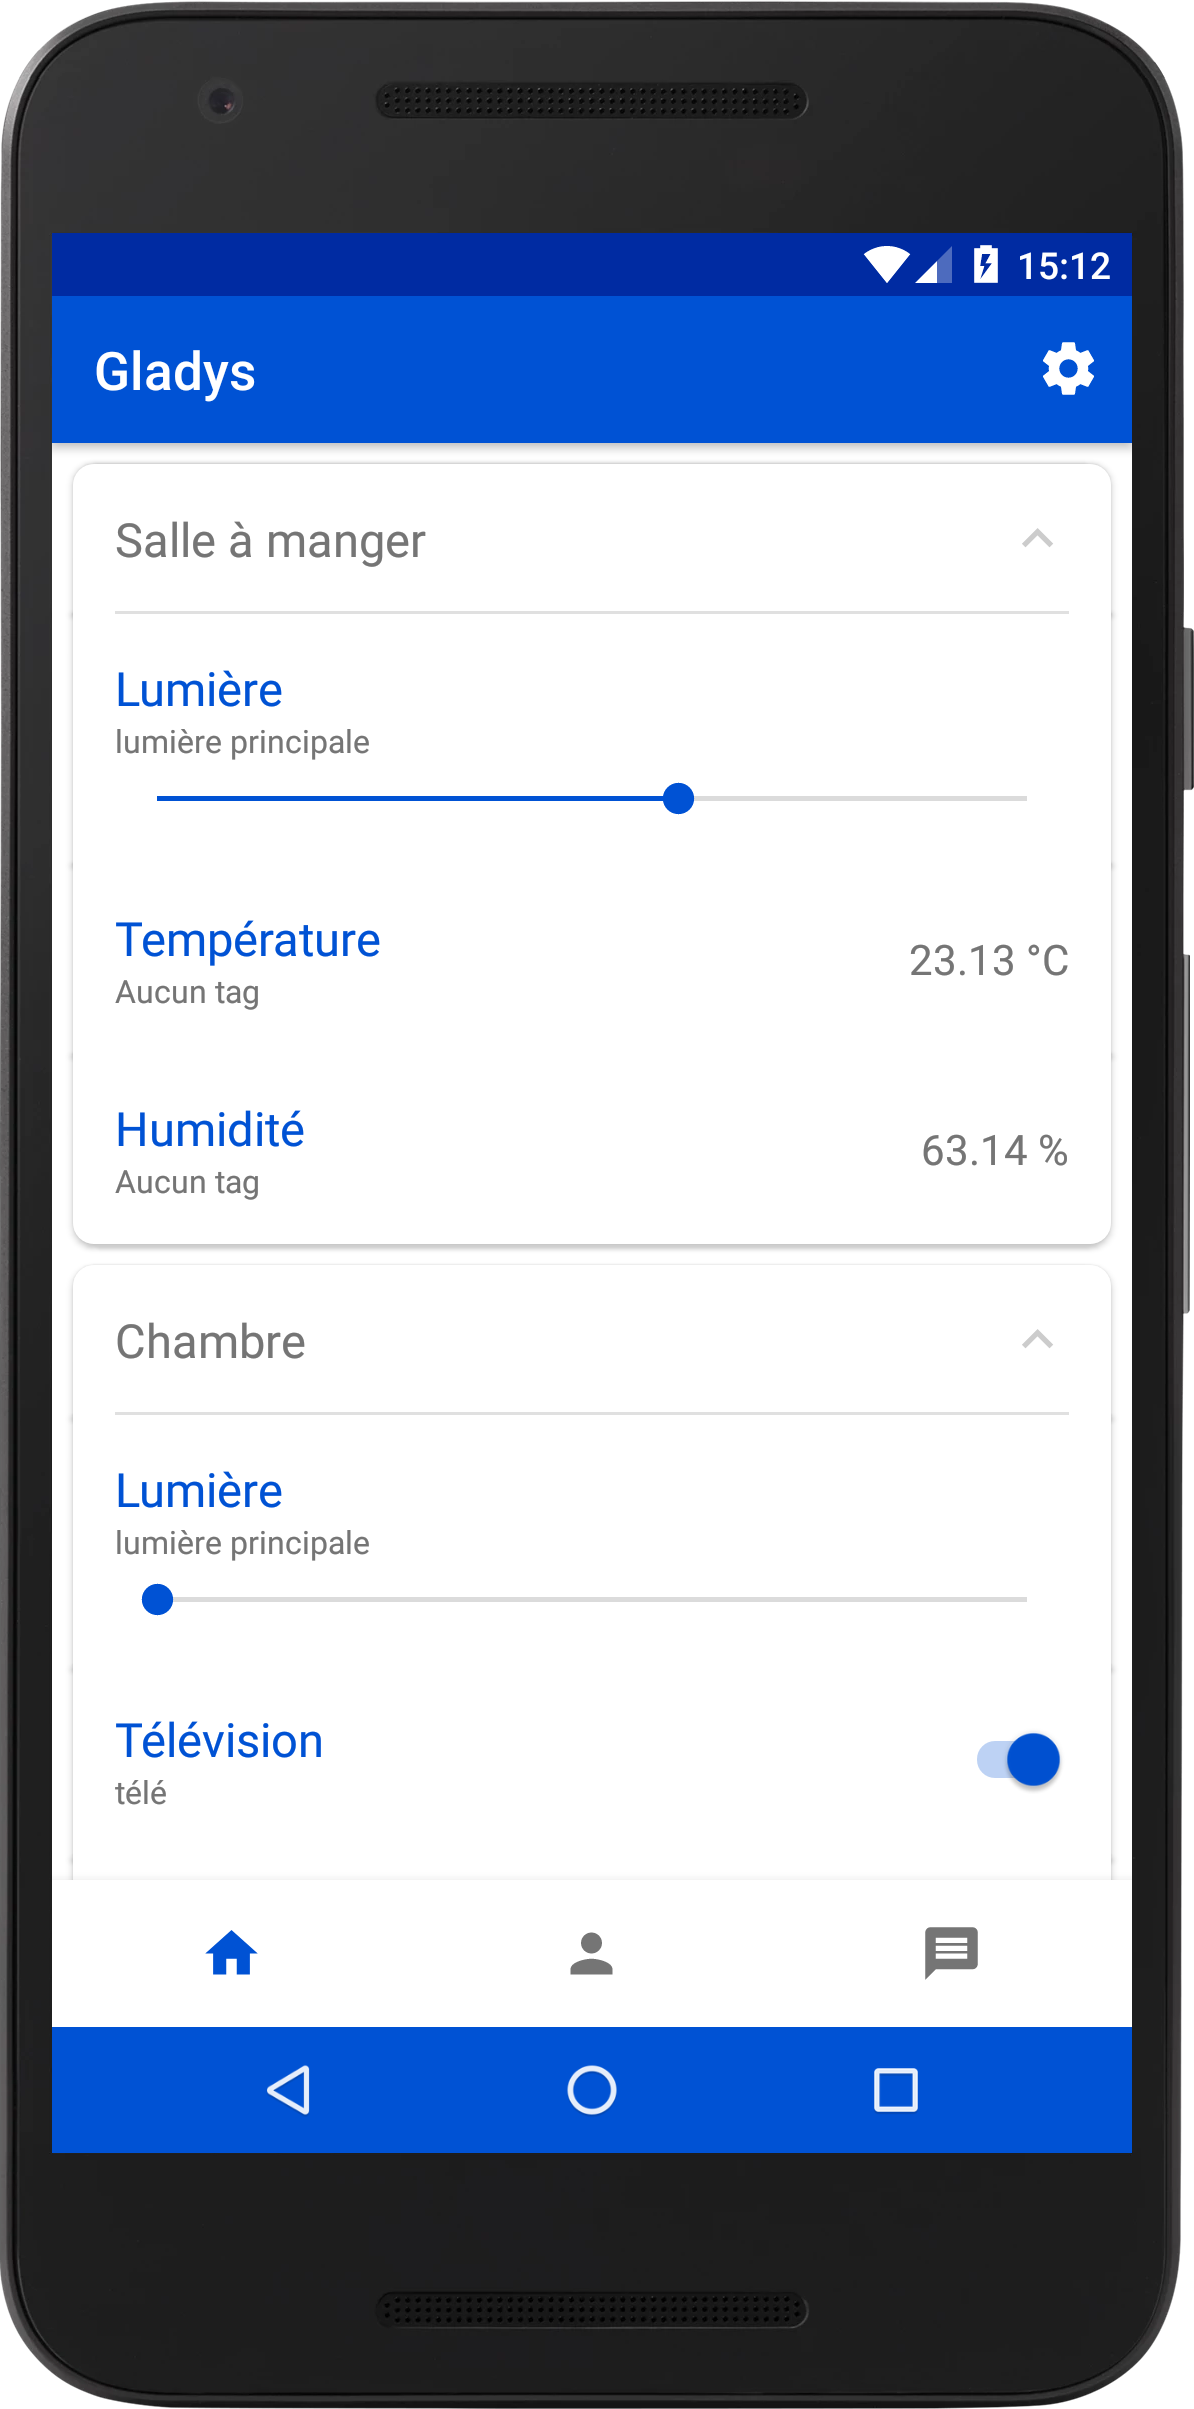 15:12
Gladys
Salle à manger
Lumière
lumière principale
Température
23.13 °C
Aucun tag
Humidité
63.14 %
Aucun tag
Chambre
Lumière
lumière principale
Télévision
télé